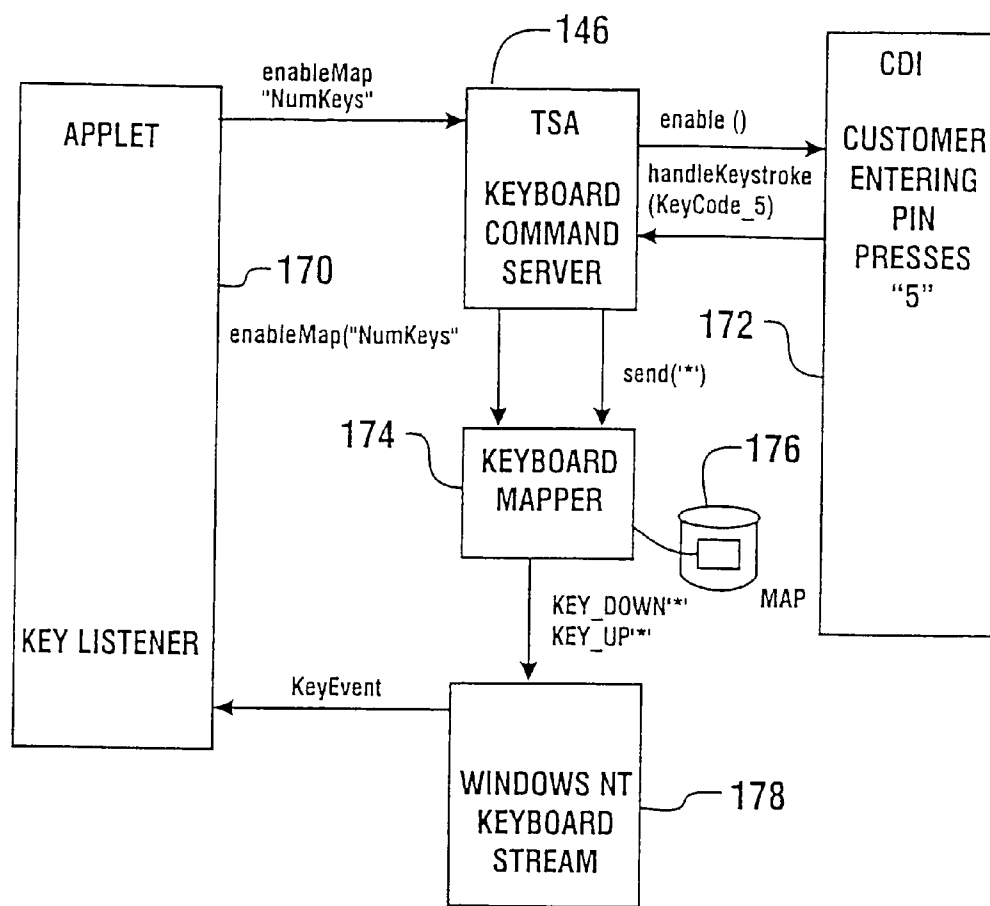 146
enableMap
"NumKeys"
APPLET
TSA
KEYBOARD
COMMAND
SERVER
enable ()
handleKeystroke
(KeyCode_5)
CDI
CUSTOMER
ENTERING
PIN
PRESSES
"5"
170
enableMap("NumKeys"
send('*')
172
174
KEYBOARD
MAPPER
176
MAP
KEY_DOWN'*'
KEY_UP'*'
KEY LISTENER
KeyEvent
WINDOWS NT
KEYBOARD
STREAM
178